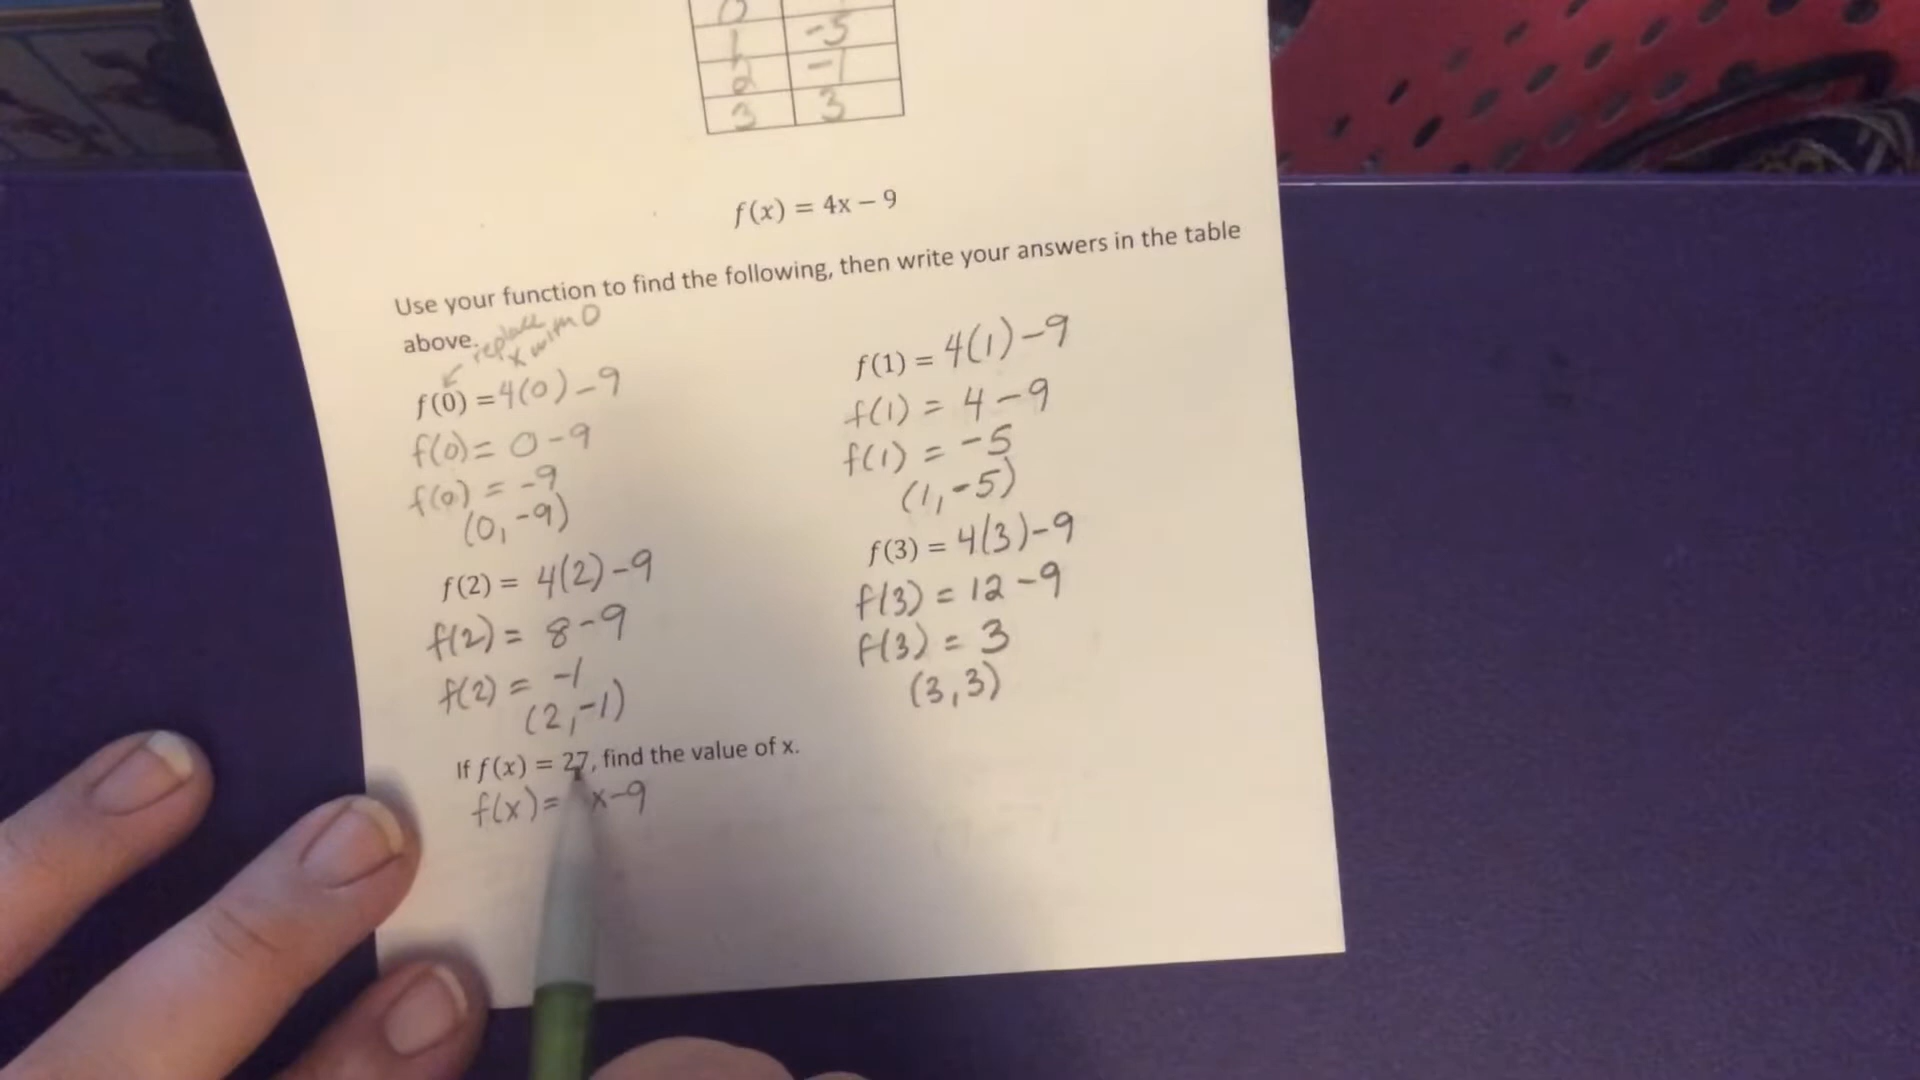 0
1 -5
2 -1
3 3
f(x) = 4x – 9
Use your function to find the following, then write your answers in the table
above.
replace
x with 0
f(0) = 4(0) - 9
f(0) = 0 - 9
f(0) = -9
(0, -9)
f(1) = 4(1) - 9
f(1) = 4 - 9
f(1) = -5
(1, -5)
f(2) = 4(2) - 9
f(2) = 8 - 9
f(2) = -1
(2, -1)
f(3) = 4(3) - 9
f(3) = 12 - 9
f(3) = 3
(3, 3)
If f(x) = 27, find the value of x.
f(x) = x - 9